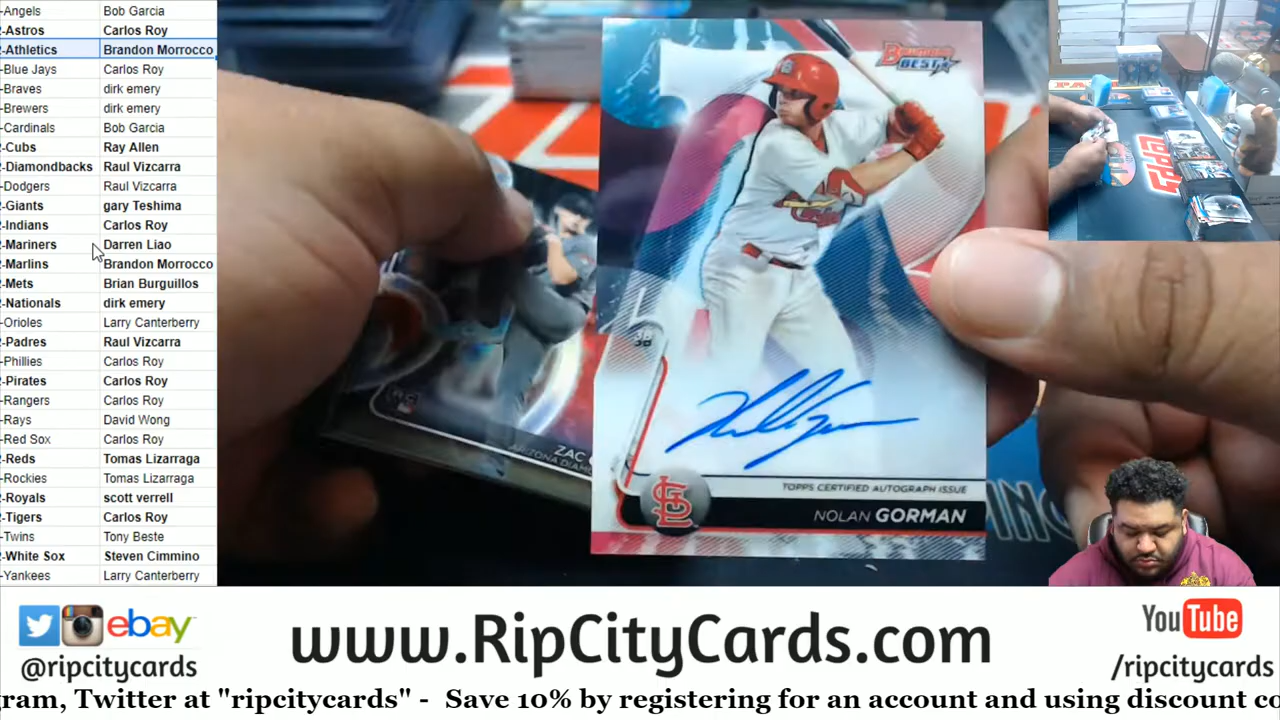 -Angels Bob Garcia
-Astros Carlos Roy
-Athletics Brandon Morrocco
-Blue Jays Carlos Roy
-Braves dirk emery
-Brewers dirk emery
-Cardinals Bob Garcia
-Cubs Ray Allen
-Diamondbacks Raul Vizcarra
-Dodgers Raul Vizcarra
-Giants gary Teshima
-Indians Carlos Roy
-Mariners Darren Liao
-Marlins Brandon Morrocco
-Mets Brian Burguillos
-Nationals dirk emery
-Orioles Larry Canterberry
-Padres Raul Vizcarra
-Phillies Carlos Roy
-Pirates Carlos Roy
-Rangers Carlos Roy
-Rays David Wong
-Red Sox Carlos Roy
-Reds Tomas Lizarraga
-Rockies Tomas Lizarraga
-Royals scott verrell
-Tigers Carlos Roy
-Twins Tony Beste
-White Sox Steven Cimmino
-Yankees Larry Canterberry
BOWMAN'S
BEST
Cardinals
3B
TOPPS CERTIFIED AUTOGRAPH ISSUE
NOLAN GORMAN
ZAC
TOPPS
ebay
@ripcitycards
www.RipCityCards.com
YouTube
/ripcitycards
gram, Twitter at "ripcitycards" - Save 10% by registering for an account and using discount co